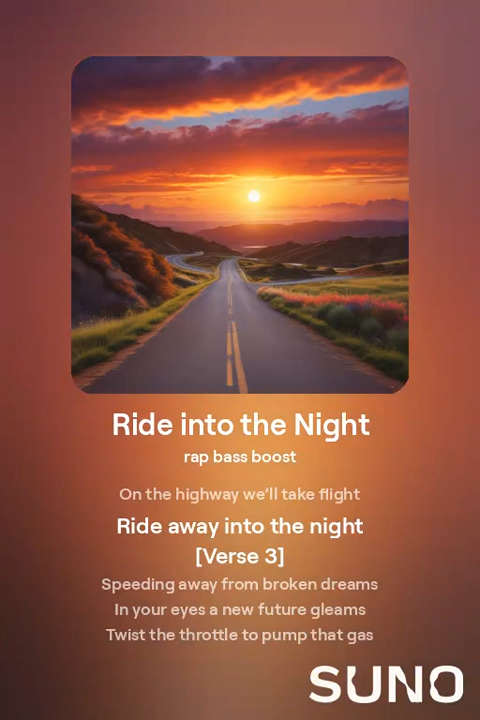 Ride into the Night
rap bass boost
On the highway we'll take flight
Ride away into the night
[Verse 3]
Speeding away from broken dreams
In your eyes a new future gleams
Twist the throttle to pump that gas
SUNO